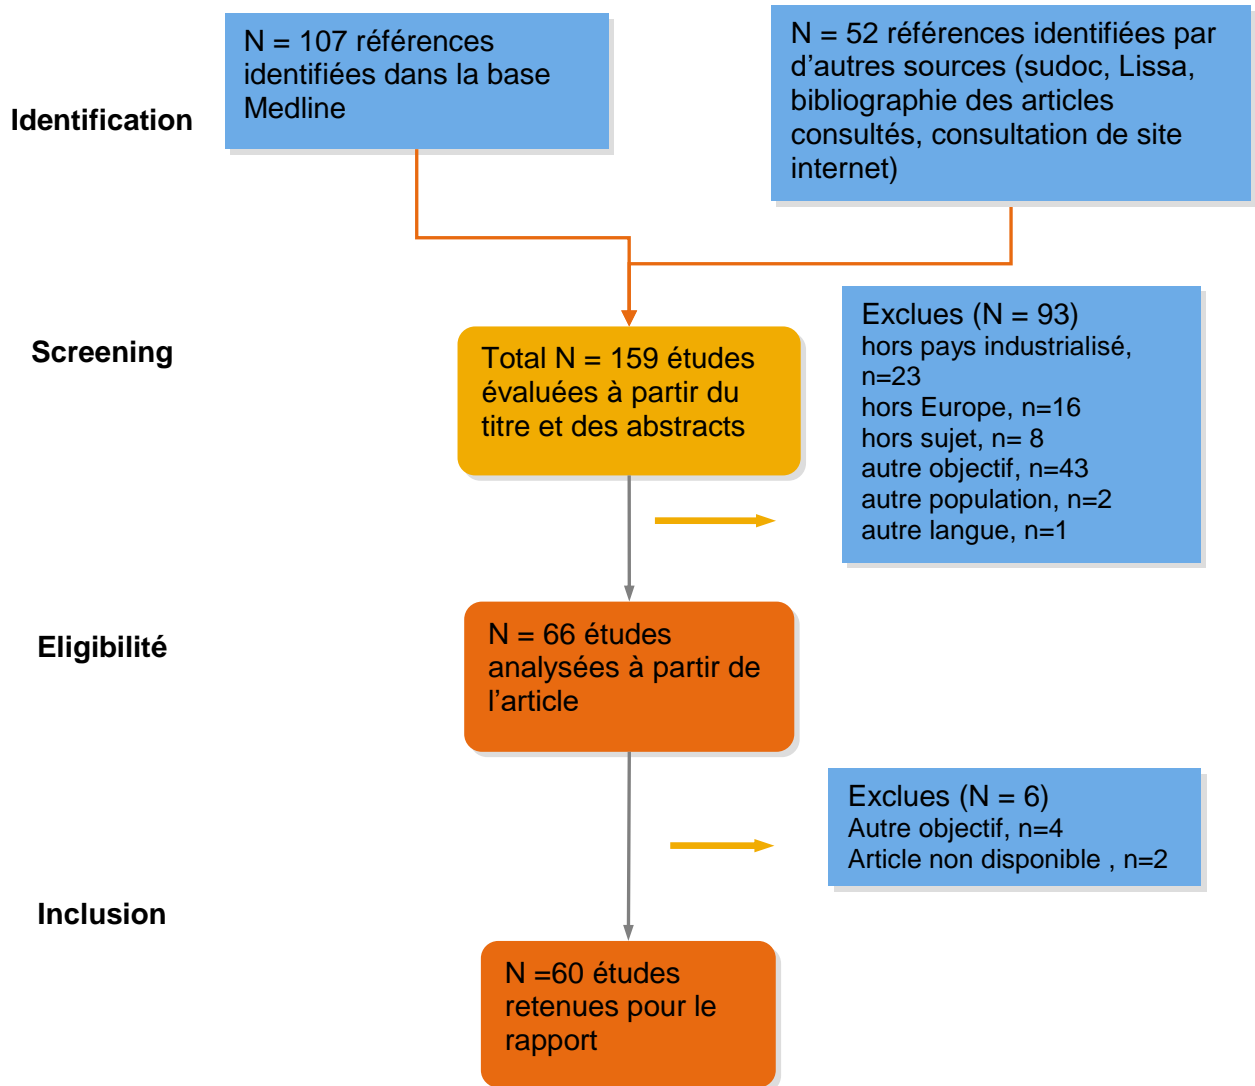 Identification
N = 107 références
identifiées dans la base
Medline
N = 52 références identifiées par
d’autres sources (sudoc, Lissa,
bibliographie des articles
consultés, consultation de site
internet)
Screening
Total N = 159 études
évaluées à partir du
titre et des abstracts
Exclues (N = 93)
hors pays industrialisé,
n=23
hors Europe, n=16
hors sujet, n= 8
autre objectif, n=43
autre population, n=2
autre langue, n=1
Eligibilité
N = 66 études
analysées à partir de
l’article
Exclues (N = 6)
Autre objectif, n=4
Article non disponible , n=2
Inclusion
N =60 études
retenues pour le
rapport